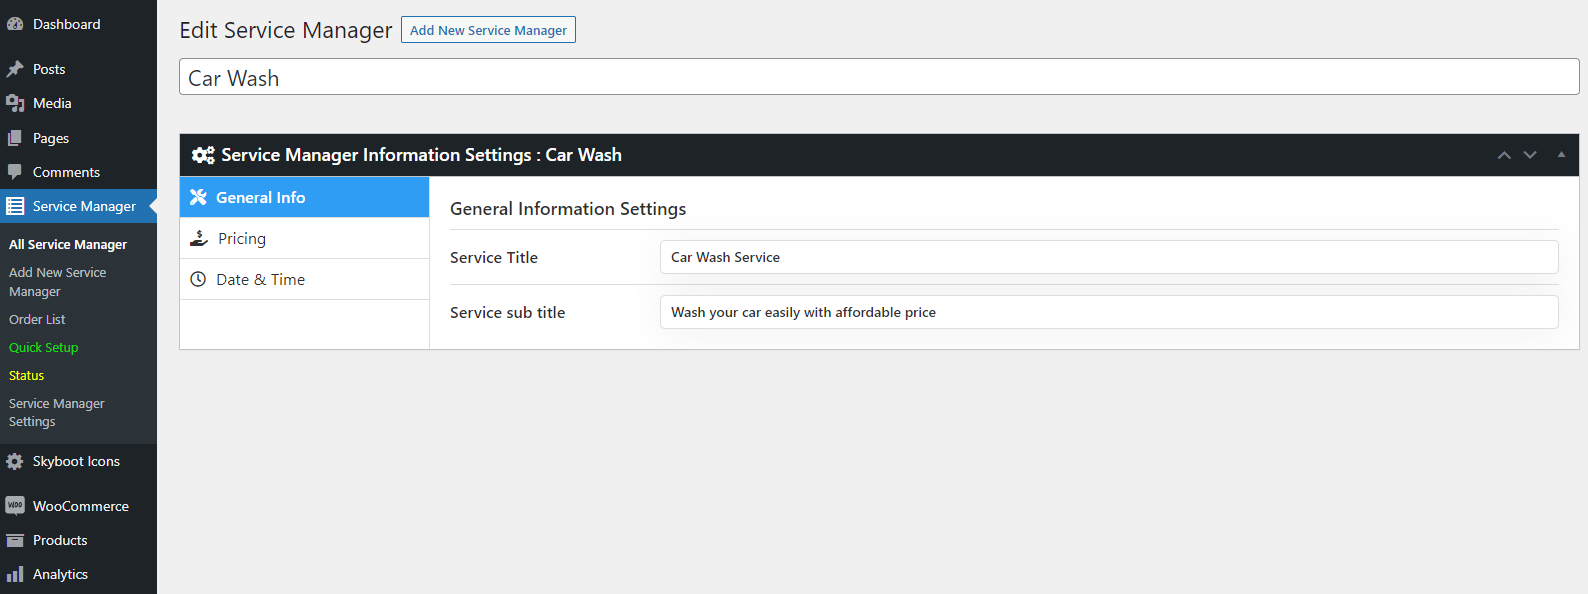 Dashboard
Posts
Media
Pages
Comments
Service Manager
All Service Manager
Add New Service
Manager
Order List
Quick Setup
Status
Service Manager
Settings
Skyboot Icons
WOO
WooCommerce
Products
Analytics
Edit Service Manager
Add New Service Manager
Car Wash
Service Manager Information Settings : Car Wash
General Info
Pricing
Date & Time
General Information Settings
Service Title
Car Wash Service
Service sub title
Wash your car easily with affordable price